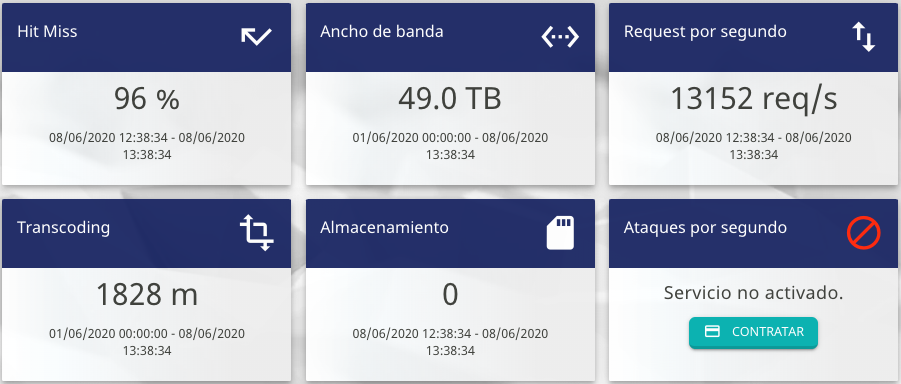 Hit Miss
96 %
08/06/2020 12:38:34 - 08/06/2020
13:38:34
Ancho de banda
49.0 TB
01/06/2020 00:00:00 - 08/06/2020
13:38:34
Request por segundo
13152 req/s
08/06/2020 12:38:34 - 08/06/2020
13:38:34
Transcoding
1828 m
01/06/2020 00:00:00 - 08/06/2020
13:38:34
Almacenamiento
0
08/06/2020 12:38:34 - 08/06/2020
13:38:34
Ataques por segundo
Servicio no activado.
CONTRATAR